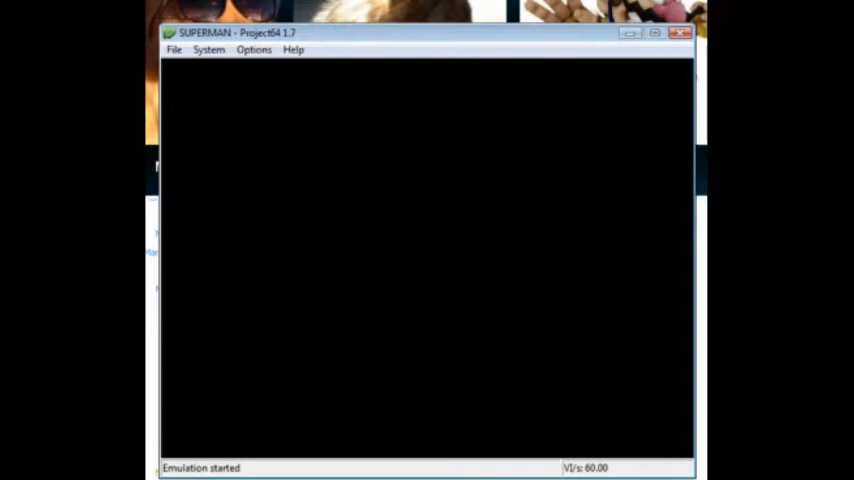 SUPERMAN - Project64 1.7
File System Options Help
Emulation started
VI/s: 60.00